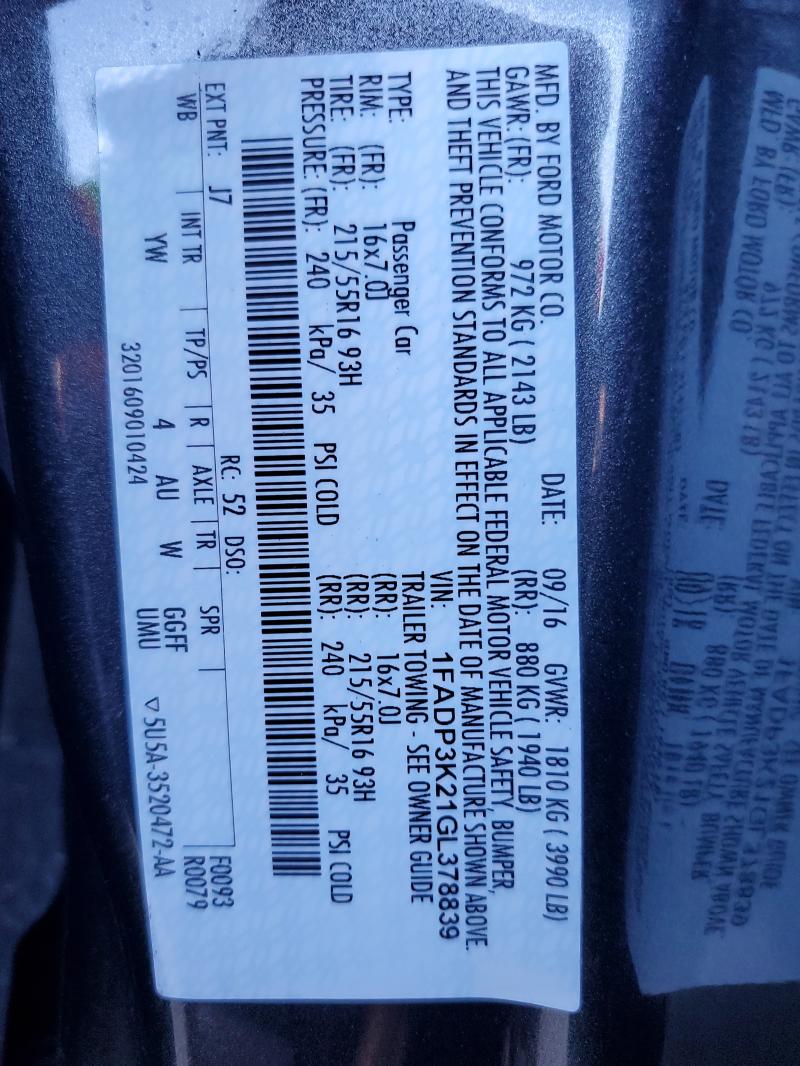 MFD. BY FORD MOTOR CO. DATE: 09/16 GVWR: 1810 KG ( 3990 LB)
GAWR: (FR): 972 KG ( 2143 LB) (RR): 880 KG ( 1940 LB)
THIS VEHICLE CONFORMS TO ALL APPLICABLE FEDERAL MOTOR VEHICLE SAFETY, BUMPER,
AND THEFT PREVENTION STANDARDS IN EFFECT ON THE DATE OF MANUFACTURE SHOWN ABOVE.
VIN: 1FADP3K21GL378839
TYPE: Passenger Car TRAILER TOWING - SEE OWNER GUIDE
RIM: (FR): 16x7.0J (RR): 16x7.0J
TIRE: (FR): 215/55R16 93H (RR): 215/55R16 93H
PRESSURE: (FR): 240 kPa/ 35 PSI COLD (RR): 240 kPa/ 35 PSI COLD
EXT PNT: J7 RC: 52 DSO: F0093
WB INT TR TP/PS R AXLE TR SPR R0079
YW 4 AU W GGFF
UMU
3201609010424 ▽5U5A-3520472-AA